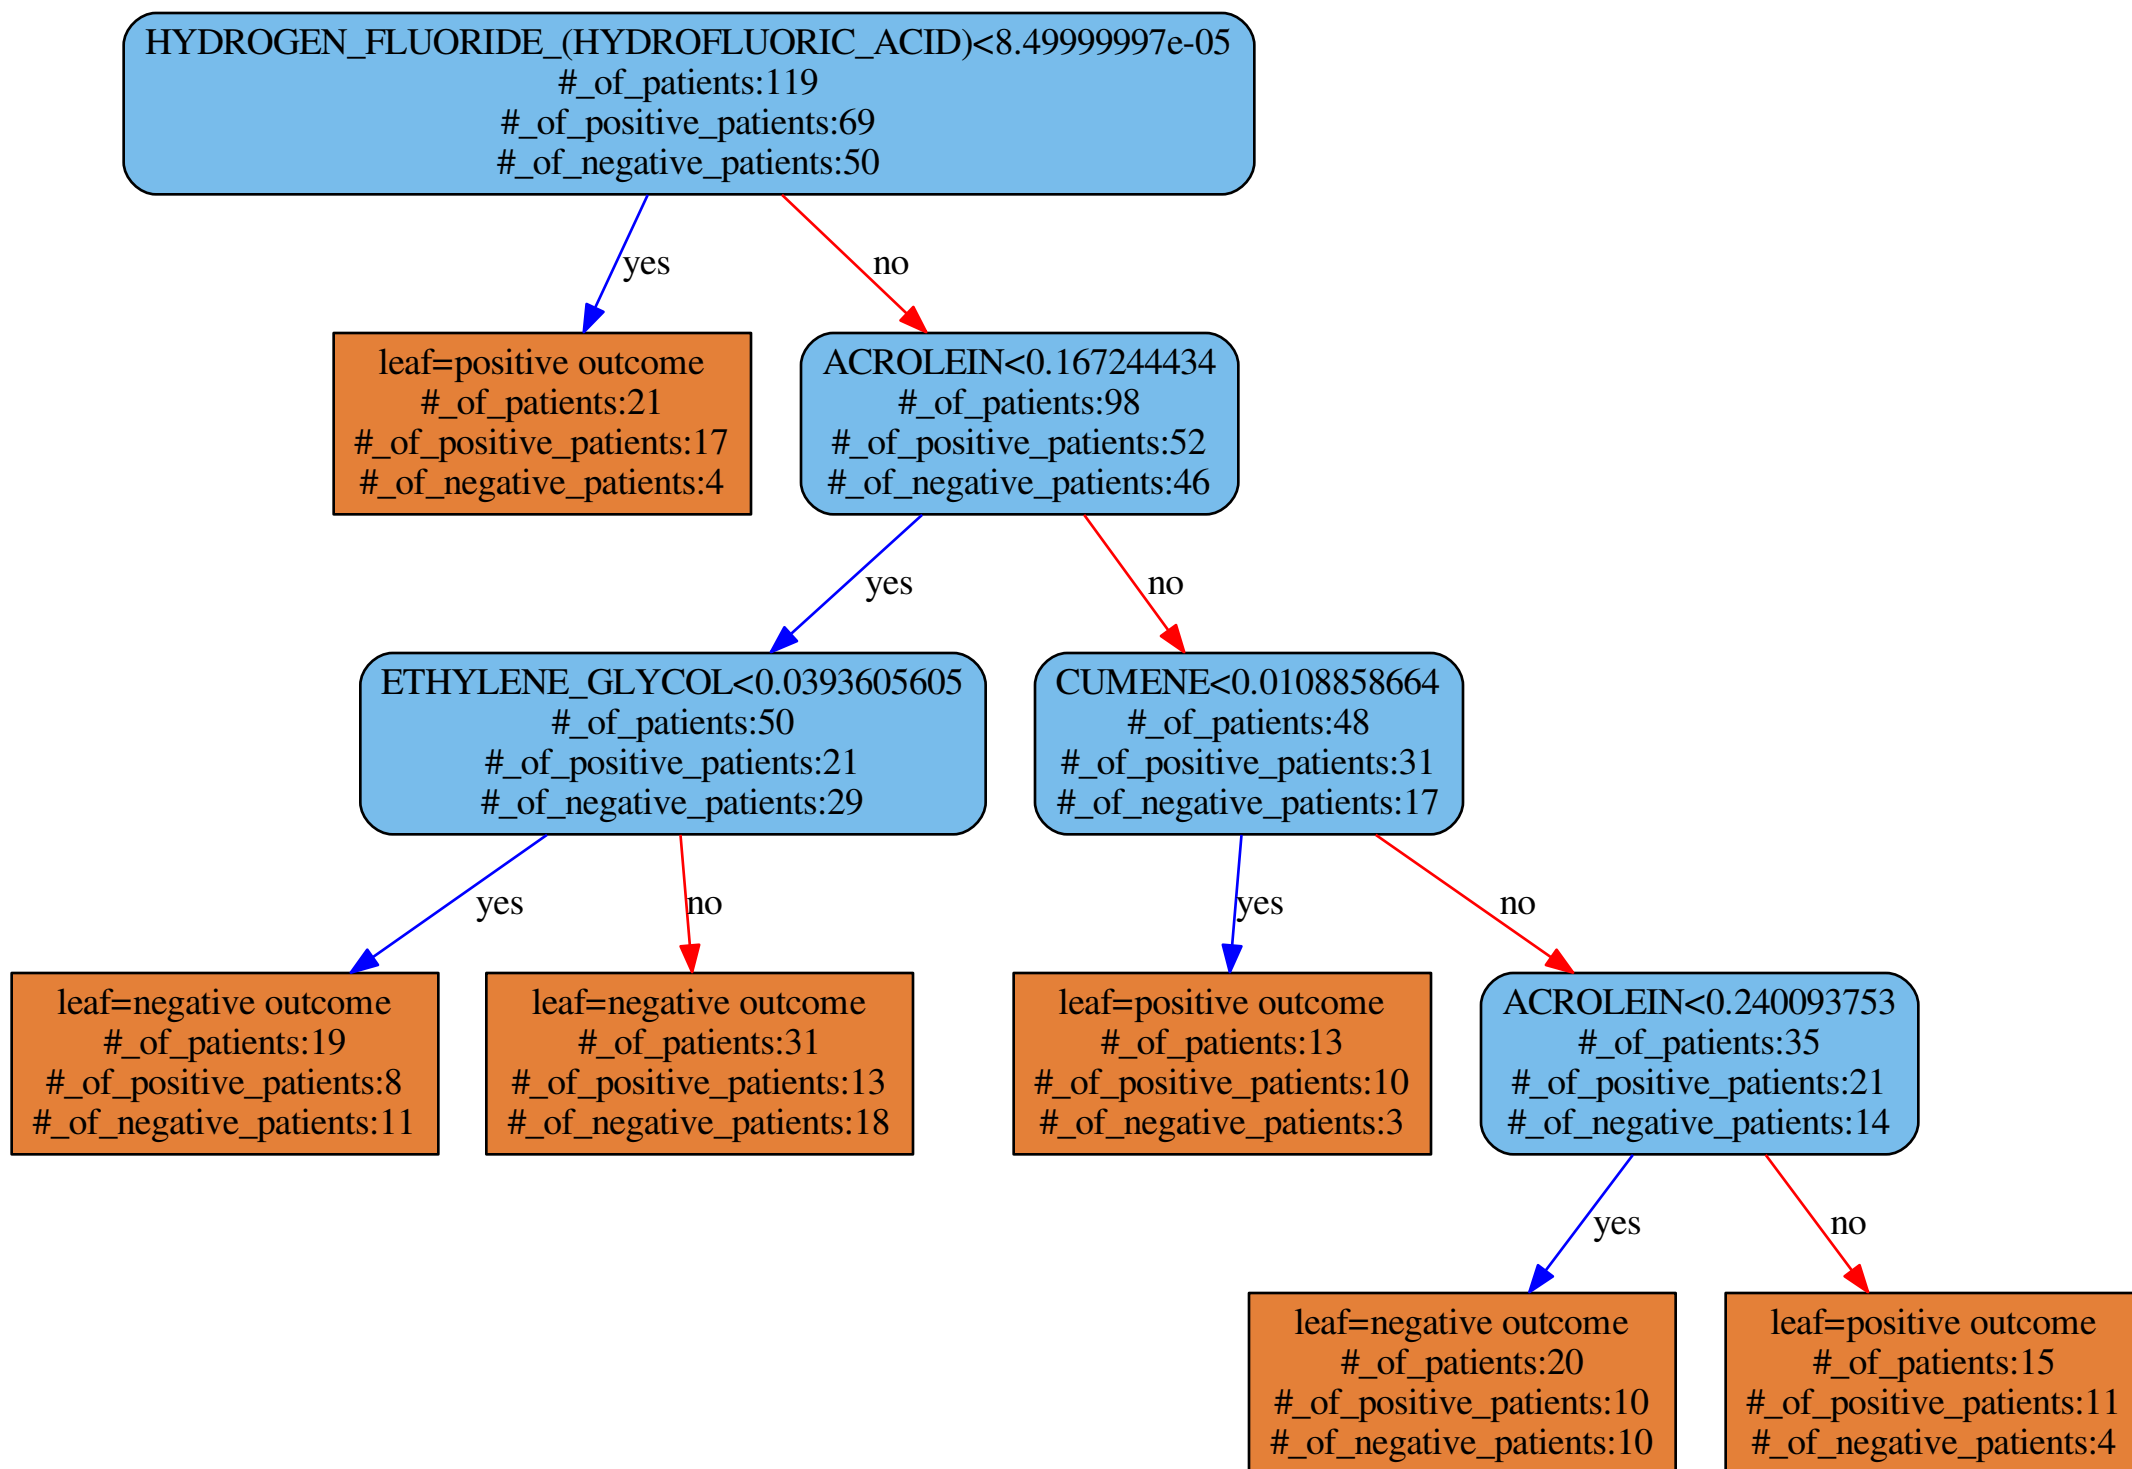 HYDROGEN_FLUORIDE_(HYDROFLUORIC_ACID)<8.49999997e-05
#_of_patients:119
#_of_positive_patients:69
#_of_negative_patients:50
yes
no
leaf=positive outcome
#_of_patients:21
#_of_positive_patients:17
#_of_negative_patients:4
ACROLEIN<0.167244434
#_of_patients:98
#_of_positive_patients:52
#_of_negative_patients:46
yes
no
ETHYLENE_GLYCOL<0.0393605605
#_of_patients:50
#_of_positive_patients:21
#_of_negative_patients:29
CUMENE<0.0108858664
#_of_patients:48
#_of_positive_patients:31
#_of_negative_patients:17
yes
no
yes
no
leaf=negative outcome
#_of_patients:19
#_of_positive_patients:8
#_of_negative_patients:11
leaf=negative outcome
#_of_patients:31
#_of_positive_patients:13
#_of_negative_patients:18
leaf=positive outcome
#_of_patients:13
#_of_positive_patients:10
#_of_negative_patients:3
ACROLEIN<0.240093753
#_of_patients:35
#_of_positive_patients:21
#_of_negative_patients:14
yes
no
leaf=negative outcome
#_of_patients:20
#_of_positive_patients:10
#_of_negative_patients:10
leaf=positive outcome
#_of_patients:15
#_of_positive_patients:11
#_of_negative_patients:4